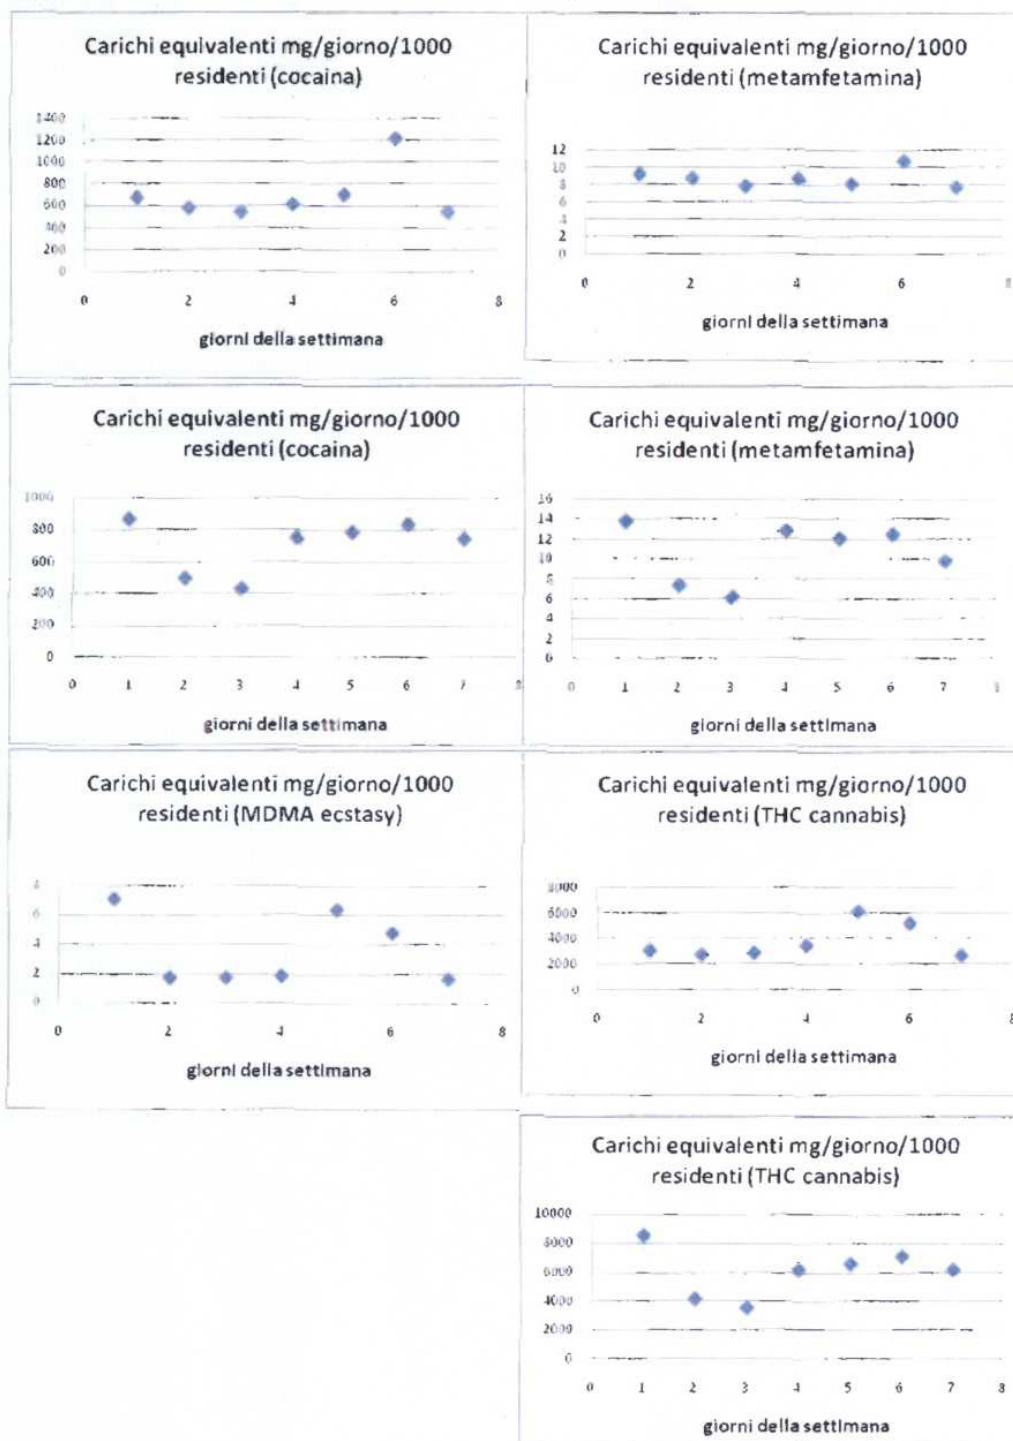 Carichi equivalenti mg/giorno/1000
residenti (cocaina)
1400
1200
1000
800
600
400
200
0
0 2 4 6 8
giorni della settimana
Carichi equivalenti mg/giorno/1000
residenti (metamfetamina)
12
10
8
6
4
2
0
0 2 4 6 8
giorni della settimana
Carichi equivalenti mg/giorno/1000
residenti (cocaina)
1000
800
600
400
200
0
0 1 2 3 4 5 6 7 8
giorni della settimana
Carichi equivalenti mg/giorno/1000
residenti (metamfetamina)
16
14
12
10
8
6
4
2
0
0 1 2 3 4 5 6 7 8
giorni della settimana
Carichi equivalenti mg/giorno/1000
residenti (MDMA ecstasy)
8
6
4
2
0
0 2 4 6 8
giorni della settimana
Carichi equivalenti mg/giorno/1000
residenti (THC cannabis)
8000
6000
4000
2000
0
0 2 4 6 8
giorni della settimana
Carichi equivalenti mg/giorno/1000
residenti (THC cannabis)
10000
8000
6000
4000
2000
0
0 1 2 3 4 5 6 7 8
giorni della settimana